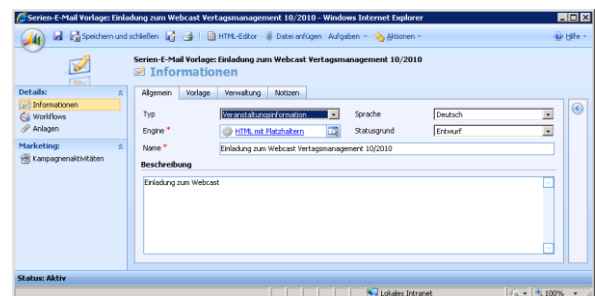 Serien-E-Mail Vorlage: Einladung zum Webcast Vertagsmanagement 10/2010 - Windows Internet Explorer
Speichern und schließen HTML-Editor Datei anfügen Aufgaben Aktionen Hilfe
Serien-E-Mail Vorlage: Einladung zum Webcast Vertagsmanagement 10/2010
Informationen
Details:
Informationen
Workflows
Anlagen
Marketing:
Kampagnenaktivitäten
Allgemein Vorlage Verwaltung Notizen
Typ Veranstaltungsinformation Sprache Deutsch
Engine * HTML mit Platzhaltern Statusgrund Entwurf
Name * Einladung zum Webcast Vertagsmanagement 10/2010
Beschreibung
Einladung zum Webcast
Status: Aktiv
Lokales Intranet 100%